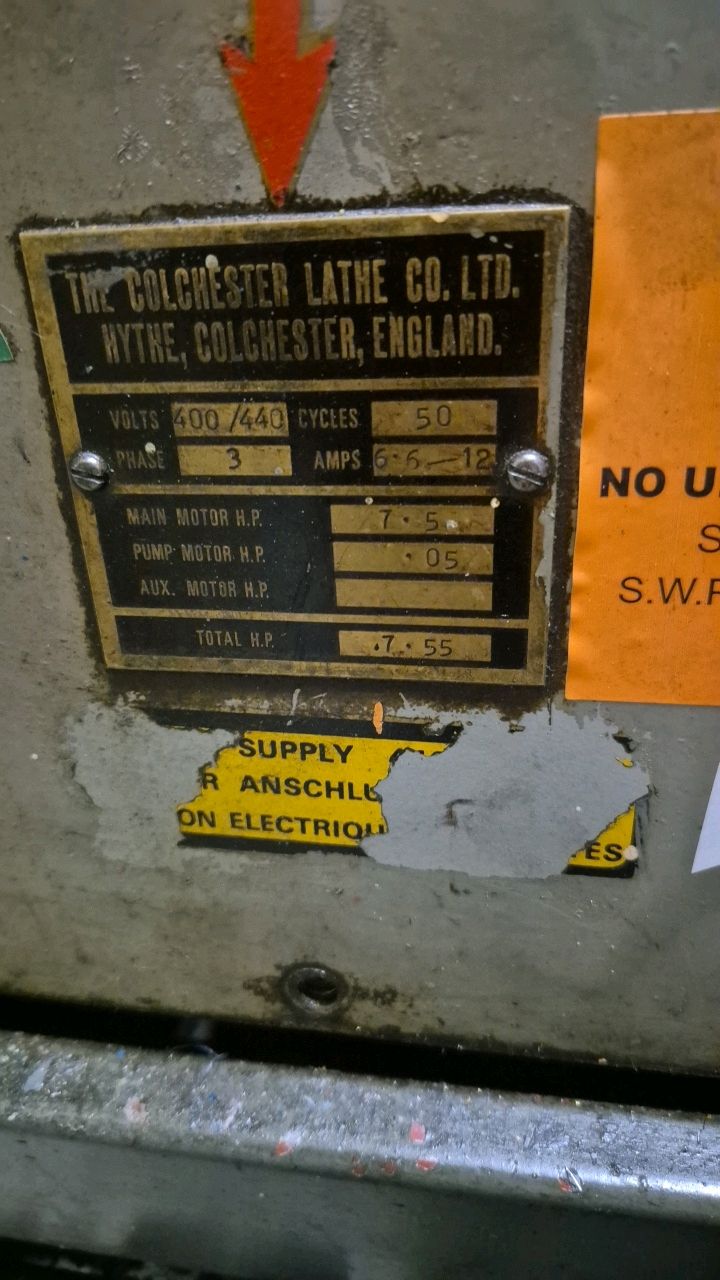 THE COLCHESTER LATHE CO. LTD.
HYTHE, COLCHESTER, ENGLAND.
VOLTS 400/440 CYCLES 50
PHASE 3 AMPS 6·6—12
MAIN MOTOR H.P. 7·5
PUMP MOTOR H.P. ·05
AUX. MOTOR H.P.
TOTAL H.P. 7·55
SUPPLY
R ANSCHLU
ON ELECTRIQU
ES
NO U
S
S.W.P